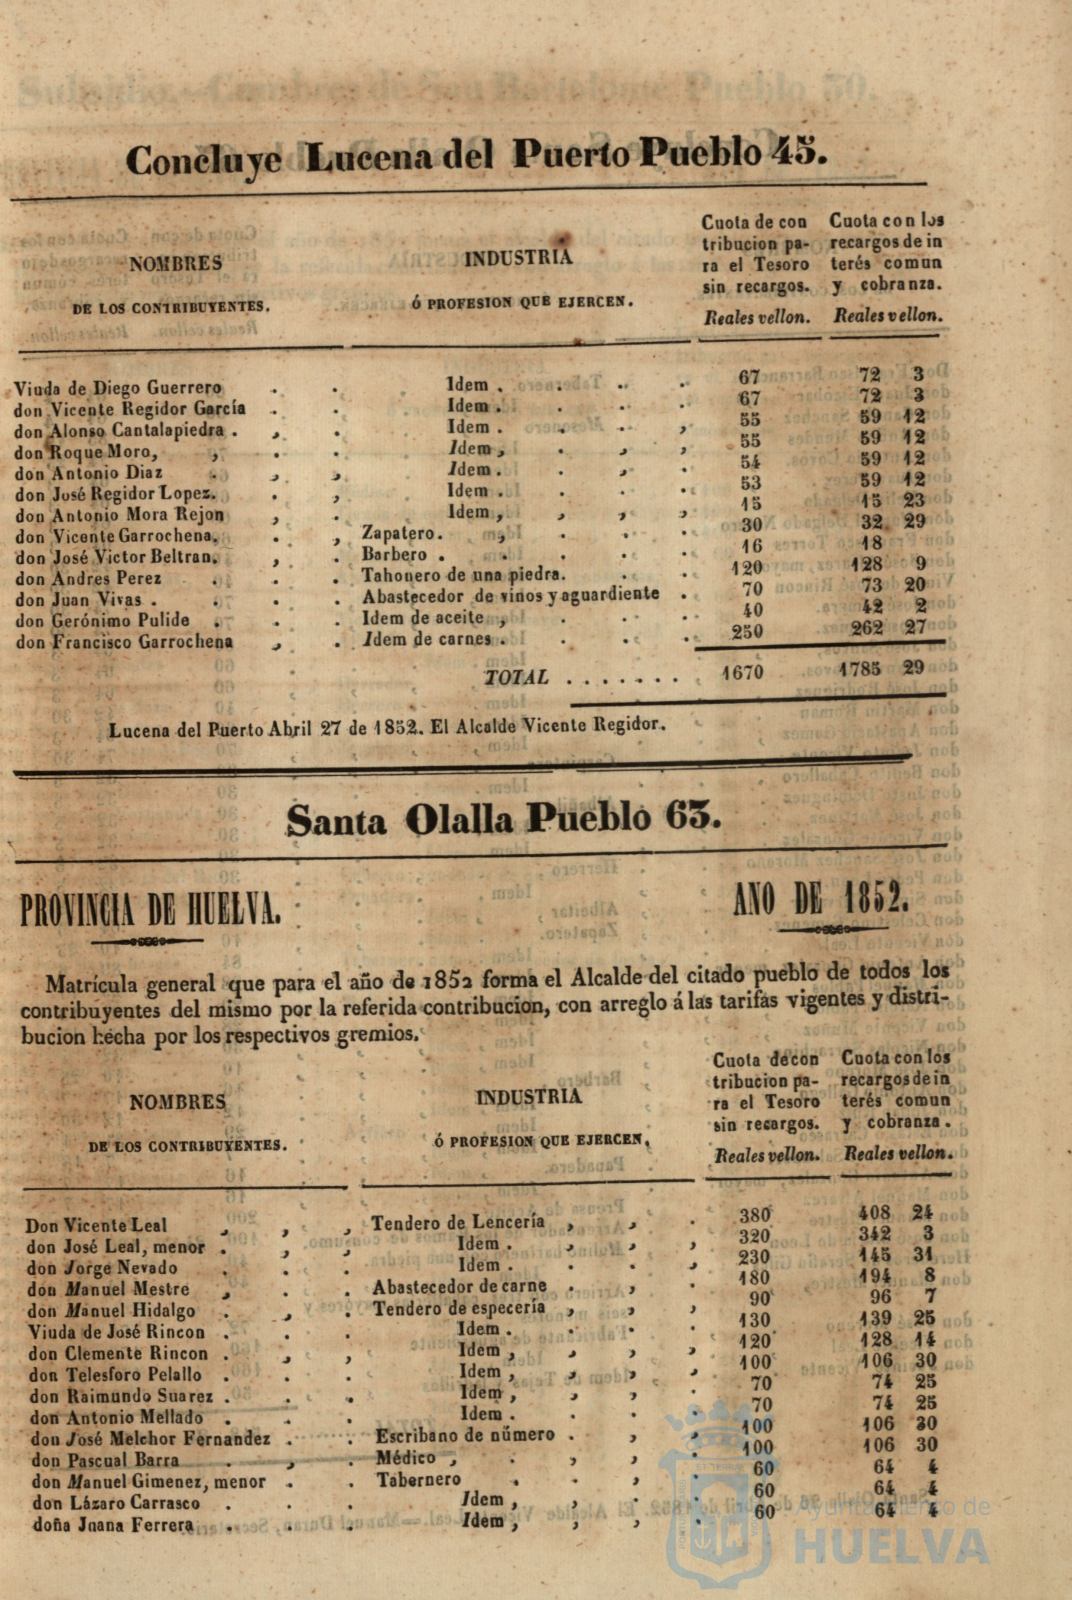 Concluye Lucena del Puerto Pueblo 45.
NOMBRES
DE LOS CONTRIBUYENTES.
INDUSTRIA
Ó PROFESION QUE EJERCEN.
Cuota de con
tribucion pa-
ra el Tesoro
sin recargos.
Reales vellon.
Cuota con los
recargos de in
terés comun
y cobranza.
Reales vellon.
Viuda de Diego Guerrero . . Idem . . . . 67 72 3
don Vicente Regidor García . . Idem . . . . 67 72 3
don Alonso Cantalapiedra . , . Idem . . . , 55 59 12
don Roque Moro, , . . Idem , . , , 55 59 12
don Antonio Diaz . , , Idem . . , . 54 59 12
don José Regidor Lopez. . , Idem . . . . 53 59 12
don Antonio Mora Rejon , . Idem , , , , 15 15 23
don Vicente Garrochena. . , Zapatero. , . . . 30 32 29
don José Victor Beltran. , . Barbero . . . . . 16 18
don Andres Perez . . . Tahonero de una piedra. . . 120 128 9
don Juan Vivas . . . . Abastecedor de vinos y aguardiente . 70 73 20
don Gerónimo Pulide . . . Idem de aceite , . . . 40 42 2
don Francisco Garrochena , . Idem de carnes . . . . 250 262 27
TOTAL . . . . . . . 1670 1785 29
Lucena del Puerto Abril 27 de 1852. El Alcalde Vicente Regidor.
Santa Olalla Pueblo 63.
PROVINCIA DE HUELVA.
AÑO DE 1852.
Matrícula general que para el año de 1852 forma el Alcalde del citado pueblo de todos los
contribuyentes del mismo por la referida contribucion, con arreglo á las tarifas vigentes y distri-
bucion hecha por los respectivos gremios.
NOMBRES
DE LOS CONTRIBUYENTES.
INDUSTRIA
Ó PROFESION QUE EJERCEN,
Cuota de con
tribucion pa-
ra el Tesoro
sin recargos.
Reales vellon.
Cuota con los
recargos de in
terés comun
y cobranza.
Reales vellon.
Don Vicente Leal , , , Tendero de Lencería , , . 380 408 24
don José Leal, menor . , . Idem . , , , 320 342 3
don Jorge Nevado . . . Idem . . . , 230 145 31
don Manuel Mestre , . . Abastecedor de carne . , . 180 194 8
don Manuel Hidalgo . , . Tendero de especería , , , 90 96 7
Viuda de José Rincon . . . Idem . . . . 130 139 25
don Clemente Rincon . , , Idem , , , , 120 128 14
don Telesforo Pelallo . . . Idem , . , , 100 106 30
don Raimundo Suarez . . . Idem , , , . 70 74 25
don Antonio Mellado . . . Idem . . . . 70 74 25
don José Melchor Fernandez . . Escribano de número . , , 100 106 30
don Pascual Barra . , . Médico , . , , . 100 106 30
don Manuel Gimenez, menor . . Tabernero . . , . 60 64 4
don Lázaro Carrasco . . . Idem , , . . 60 64 4
doña Juana Ferrera . . . Idem , , , . 60 64 4
Ayuntamiento de
HUELVA